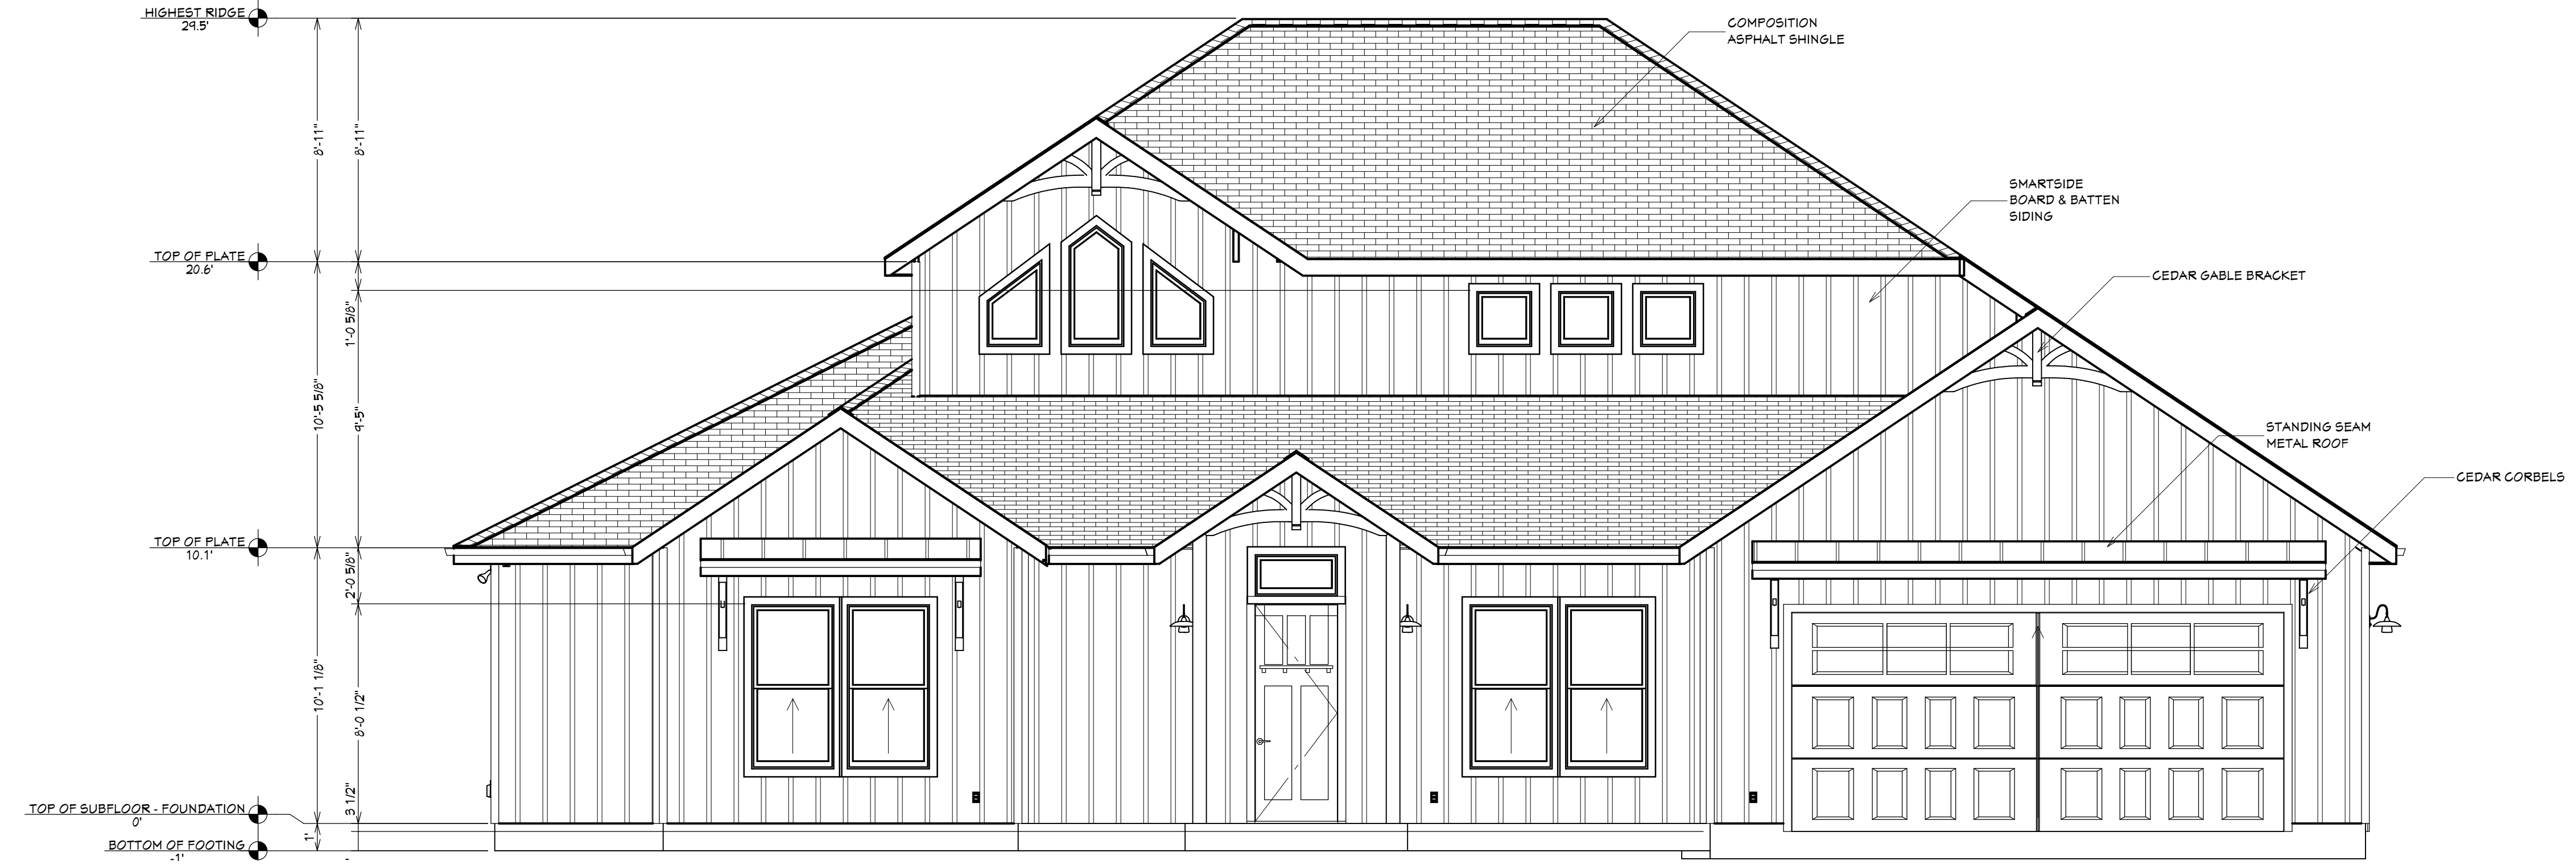 HIGHEST RIDGE
29.5'
COMPOSITION
ASPHALT SHINGLE
8'-11"
8'-11"
SMARTSIDE
BOARD & BATTEN
SIDING
TOP OF PLATE
20.6'
CEDAR GABLE BRACKET
1'-0 5/8"
10'-5 5/8"
9'-5"
STANDING SEAM
METAL ROOF
CEDAR CORBELS
TOP OF PLATE
10.1'
2'-0 5/8"
10'-1 1/8"
8'-0 1/2"
3 1/2"
TOP OF SUBFLOOR - FOUNDATION
0'
1'
BOTTOM OF FOOTING
-1'